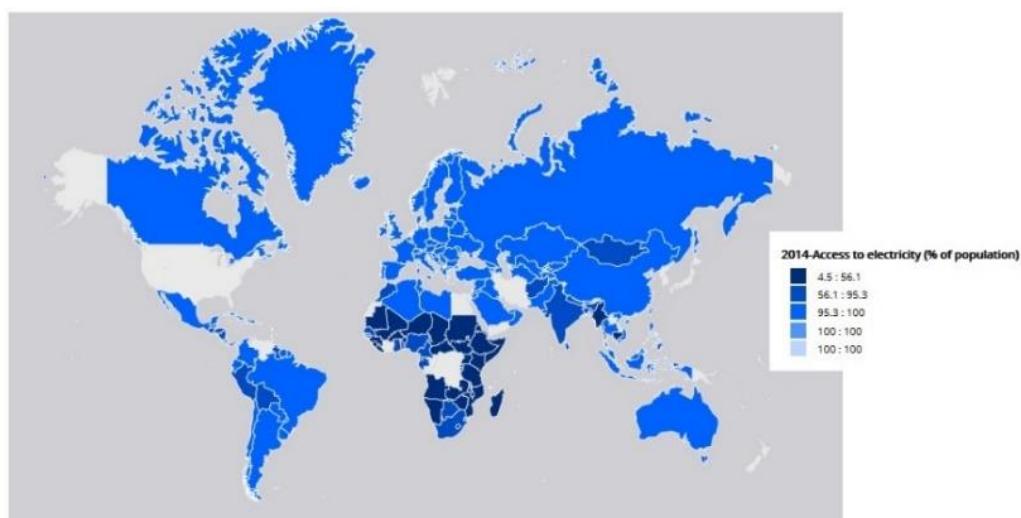 2014-Access to electricity (% of population)
4.5 : 56.1
56.1 : 95.3
95.3 : 100
100 : 100
100 : 100